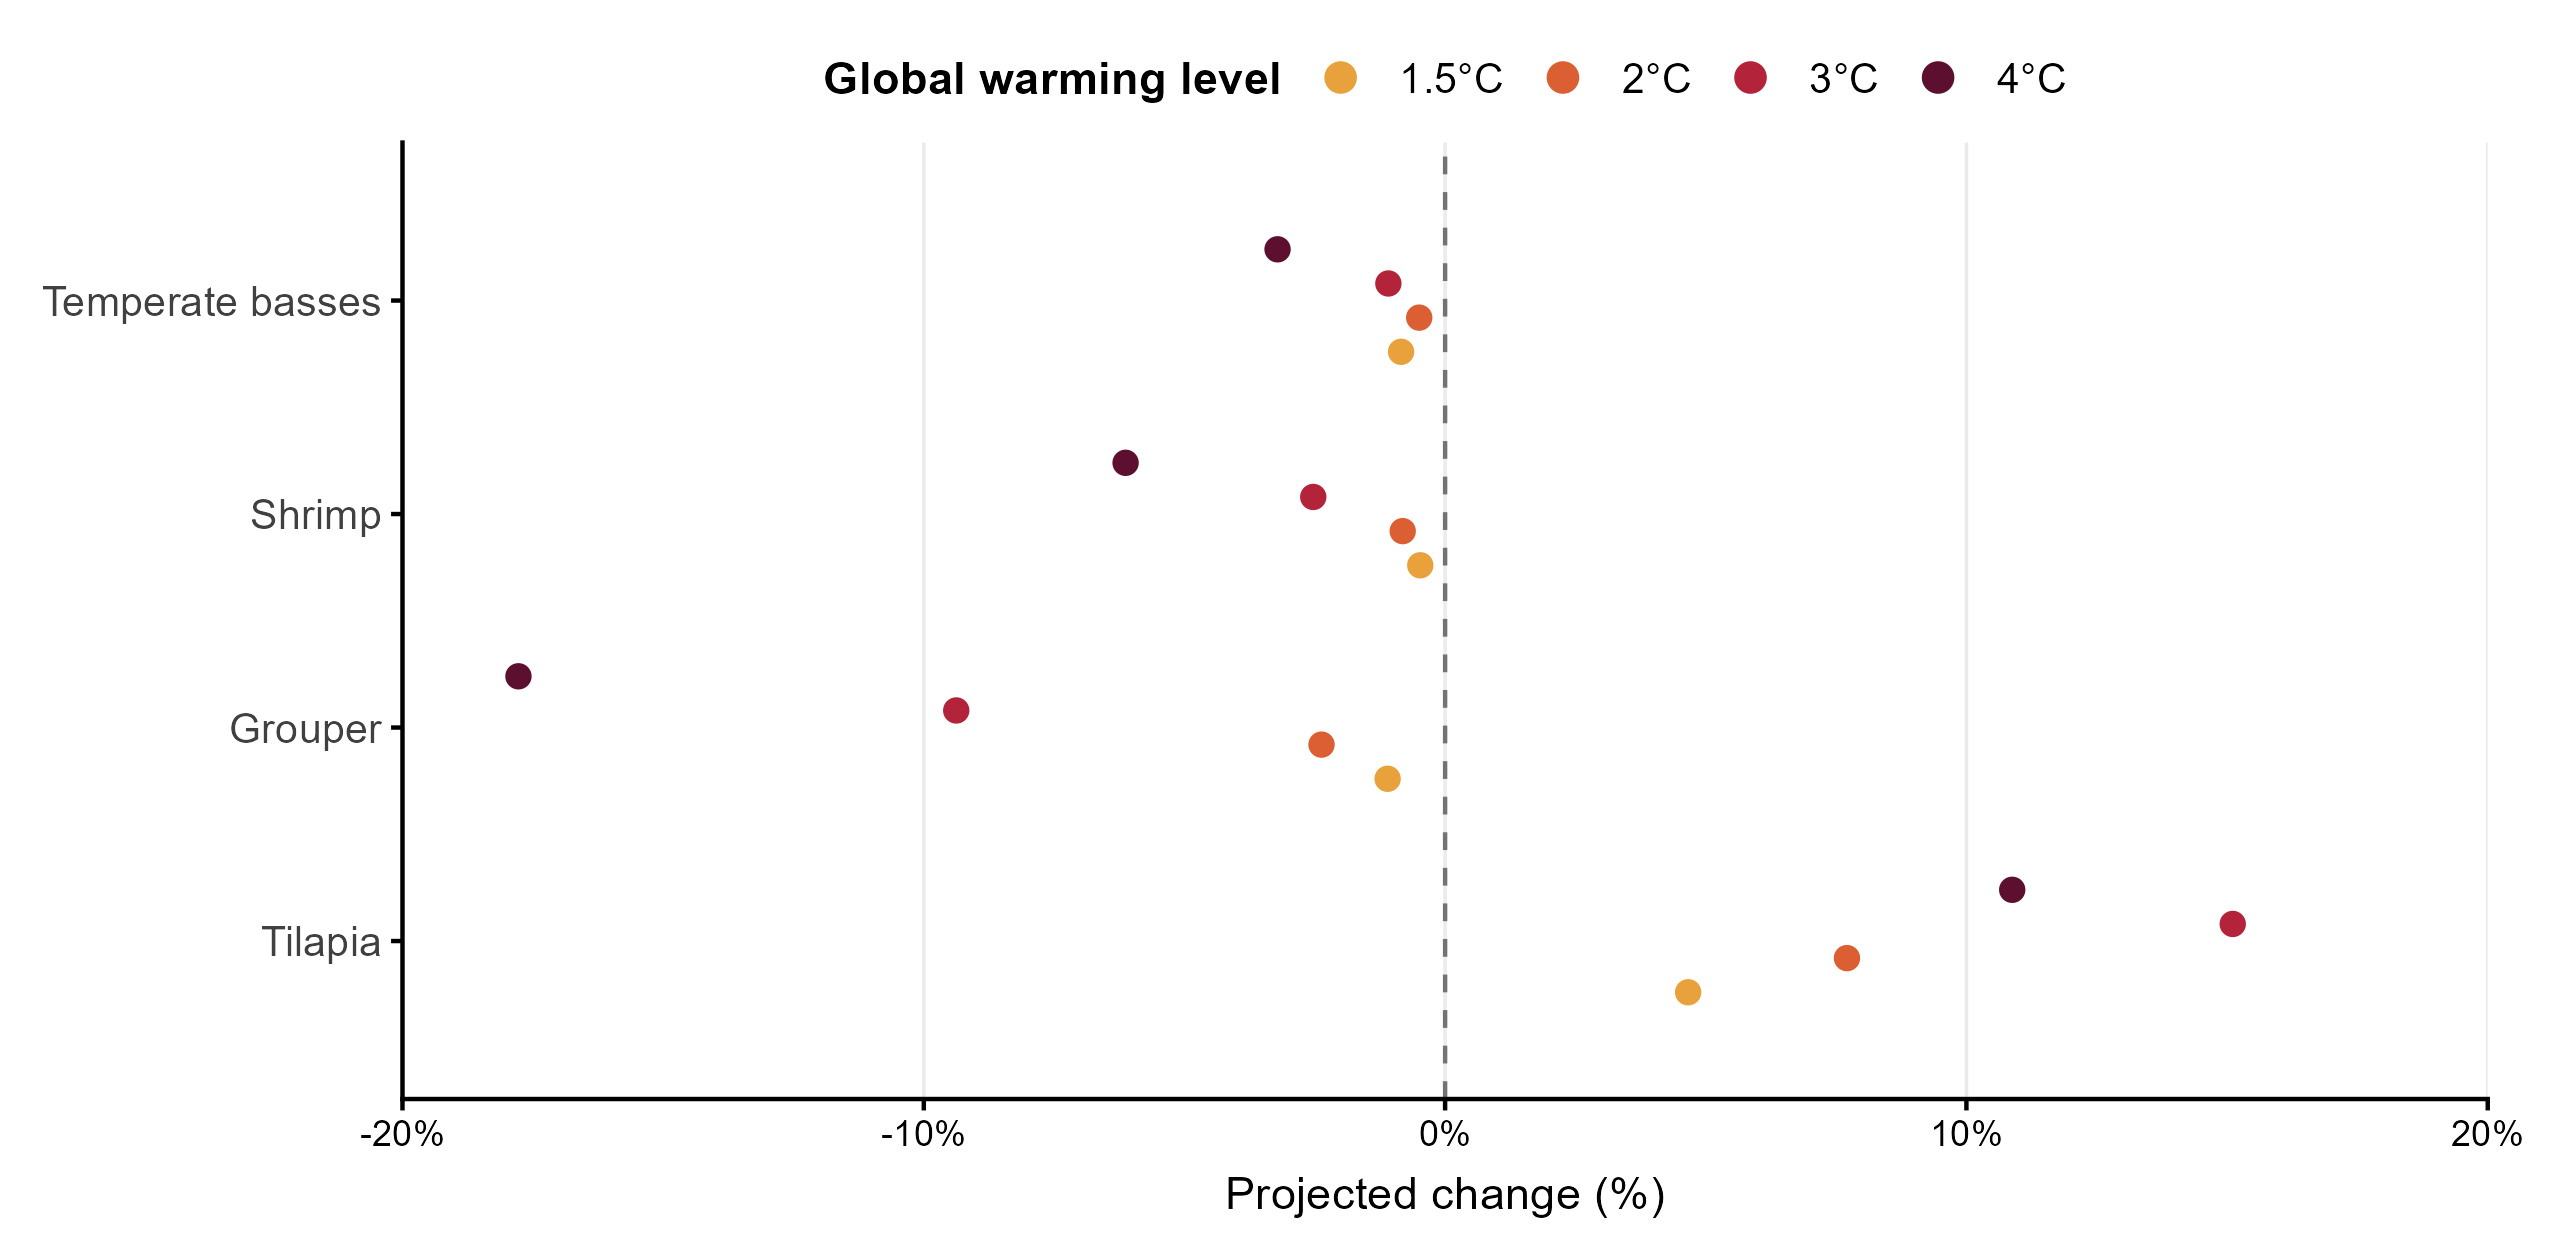 Global warming level 1.5°C 2°C 3°C 4°C
Temperate basses
Shrimp
Grouper
Tilapia
-20% -10% 0% 10% 20%
Projected change (%)